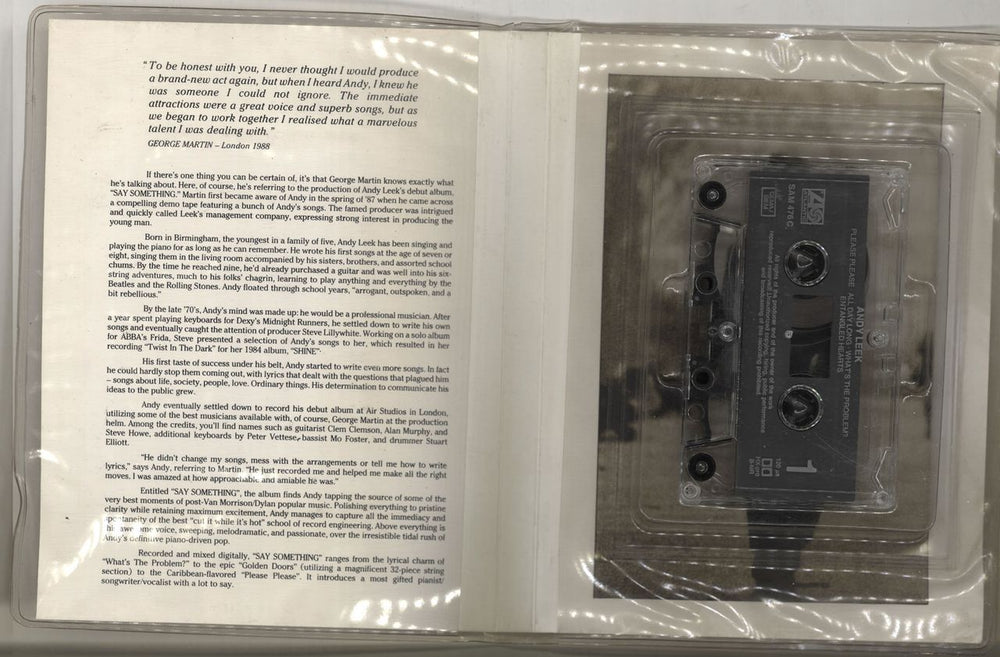 "To be honest with you, I never thought I would produce
a brand-new act again, but when I heard Andy, I knew he
was someone I could not ignore. The immediate
attractions were a great voice and superb songs, but as
we began to work together I realised what a marvelous
talent I was dealing with."
GEORGE MARTIN – London 1988
If there's one thing you can be certain of, it's that George Martin knows exactly what
he's talking about. Here, of course, he's referring to the production of Andy Leek's debut album,
"SAY SOMETHING." Martin first became aware of Andy in the spring of '87 when he came across
a compelling demo tape featuring a bunch of Andy's songs. The famed producer was intrigued
and quickly called Leek's management company, expressing strong interest in producing the
young man.
Born in Birmingham, the youngest in a family of five, Andy Leek has been singing and
playing the piano for as long as he can remember. He wrote his first songs at the age of seven or
eight, singing them in the living room accompanied by his sisters, brothers, and assorted school
chums. By the time he reached nine, he'd already purchased a guitar and was well into his six-
string adventures, much to his folks' chagrin, learning to play anything and everything by the
Beatles and the Rolling Stones. Andy floated through school years, "arrogant, outspoken, and a
bit rebellious."
By the late '70's, Andy's mind was made up: he would be a professional musician. After
a year spent playing keyboards for Dexy's Midnight Runners, he settled down to write his own
songs and eventually caught the attention of producer Steve Lillywhite. Working on a solo album
for ABBA's Frida, Steve presented a selection of Andy's songs to her, which resulted in her
recording "Twist In The Dark" for her 1984 album, "SHINE".
His first taste of success under his belt, Andy started to write even more songs. In fact
he could hardly stop them coming out, with lyrics that dealt with the questions that plagued him
– songs about life, society, people, love. Ordinary things. His determination to communicate his
ideas to the public grew.
Andy eventually settled down to record his debut album at Air Studios in London,
utilizing some of the best musicians available with, of course, George Martin at the production
helm. Among the credits, you'll find names such as guitarist Clem Clemson, Alan Murphy, and
Steve Howe, additional keyboards by Peter Vettese, bassist Mo Foster, and drummer Stuart
Elliott.
"He didn't change my songs, mess with the arrangements or tell me how to write
lyrics," says Andy, referring to Martin. "He just recorded me and helped me make all the right
moves. I was amazed at how approachable and amiable he was."
Entitled "SAY SOMETHING", the album finds Andy tapping the source of some of the
very best moments of post-Van Morrison/Dylan popular music. Polishing everything to pristine
clarity while retaining maximum excitement, Andy manages to capture all the immediacy and
spontaneity of the best "cut it while it's hot" school of record engineering. Above everything is
his awesome voice, sweeping, melodramatic, and passionate, over the irresistible tidal rush of
Andy's definitive piano-driven pop.
Recorded and mixed digitally, "SAY SOMETHING" ranges from the lyrical charm of
"What's The Problem?" to the epic "Golden Doors" (utilizing a magnificent 32-piece string
section) to the Caribbean-flavored "Please Please". It introduces a most gifted pianist/
songwriter/vocalist with a lot to say.
ANDY LEEK
PLEASE PLEASE ALL DAY LONG, WHAT'S THE PROBLEM?
ENTANGLED HEARTS
SAM 476 C
1